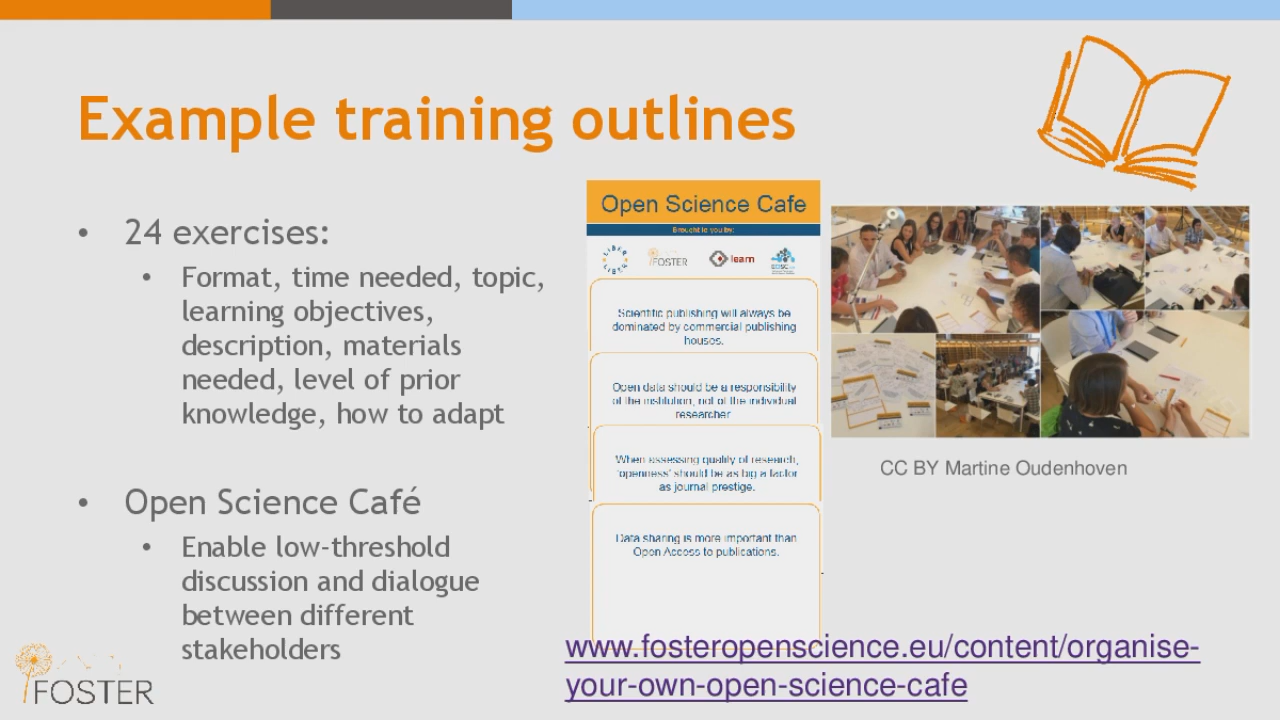 Example training outlines
• 24 exercises:
• Format, time needed, topic,
learning objectives,
description, materials
needed, level of prior
knowledge, how to adapt
• Open Science Café
• Enable low-threshold
discussion and dialogue
between different
stakeholders
Open Science Cafe
Brought to you by:
LIBER
FOSTER
learn
Scientific publishing will always be
dominated by commercial publishing
houses.
Open data should be a responsibility
of the institution, not of the individual
researcher
When assessing quality of research,
'openness' should be as big a factor
as journal prestige.
Data sharing is more important than
Open Access to publications.
CC BY Martine Oudenhoven
www.fosteropenscience.eu/content/organise-
your-own-open-science-cafe
FOSTER